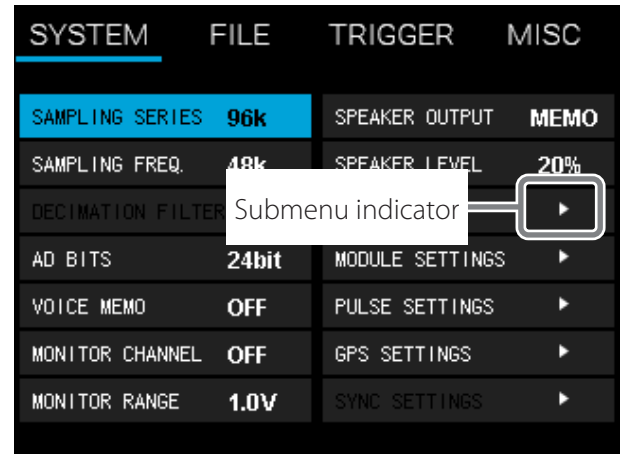 SYSTEM FILE TRIGGER MISC
SAMPLING SERIES 96k SPEAKER OUTPUT MEMO
SAMPLING FREQ. 48k SPEAKER LEVEL 20%
DECIMATION FILTER Submenu indicator
AD BITS 24bit MODULE SETTINGS
VOICE MEMO OFF PULSE SETTINGS
MONITOR CHANNEL OFF GPS SETTINGS
MONITOR RANGE 1.0V SYNC SETTINGS